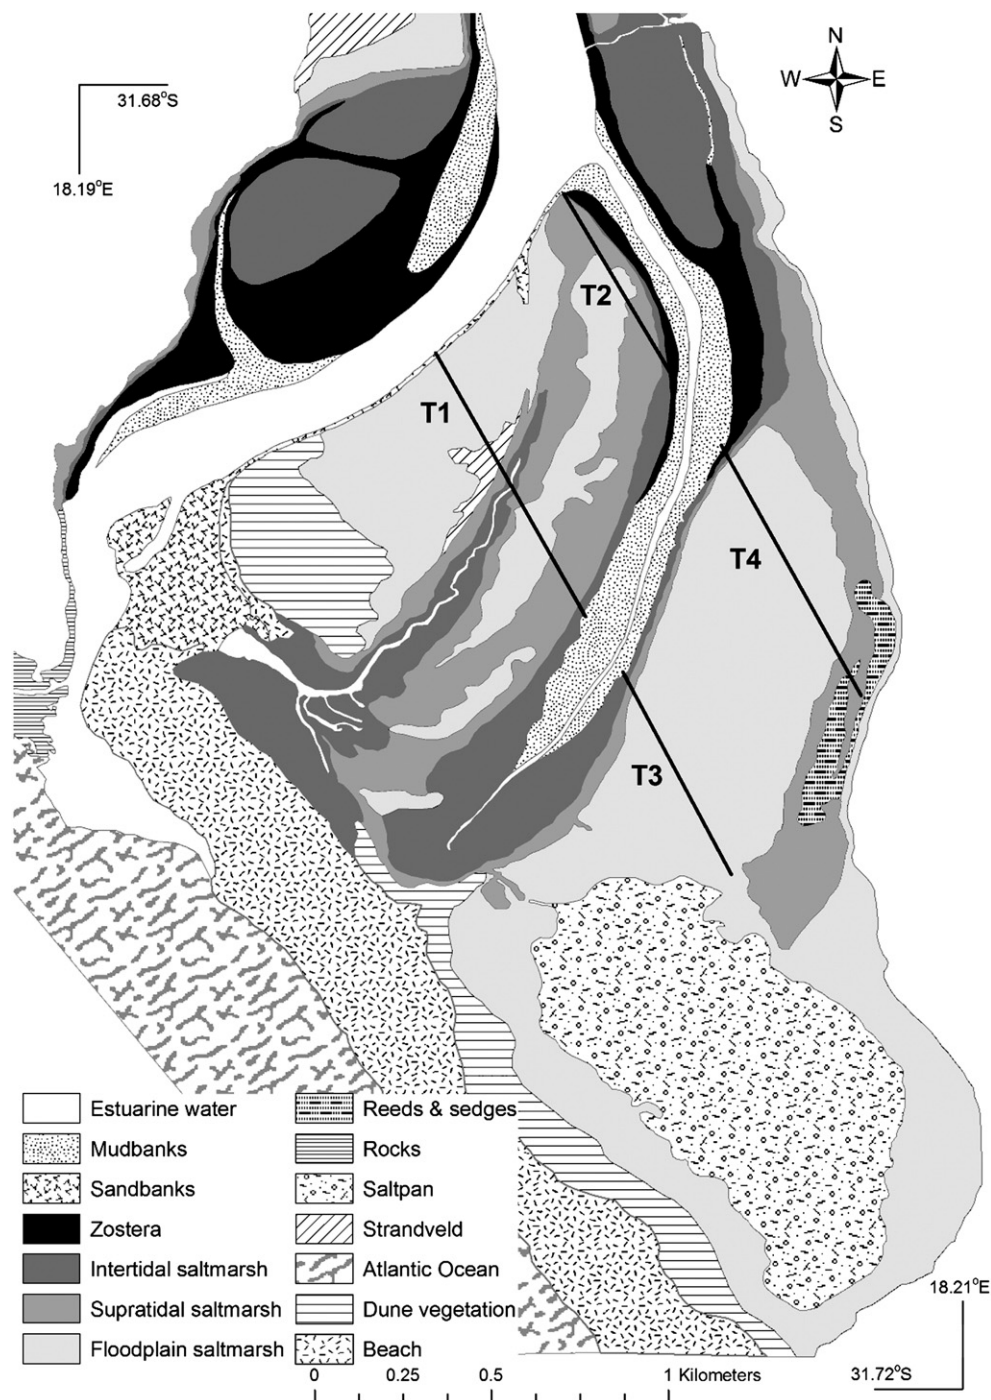 N
W E
S
31.68°S
18.19°E
T2
T1
T4
T3
Estuarine water
Mudbanks
Sandbanks
Zostera
Intertidal saltmarsh
Supratidal saltmarsh
Floodplain saltmarsh
Reeds & sedges
Rocks
Saltpan
Strandveld
Atlantic Ocean
Dune vegetation
Beach
18.21°E
31.72°S
0 0.25 0.5 1 Kilometers